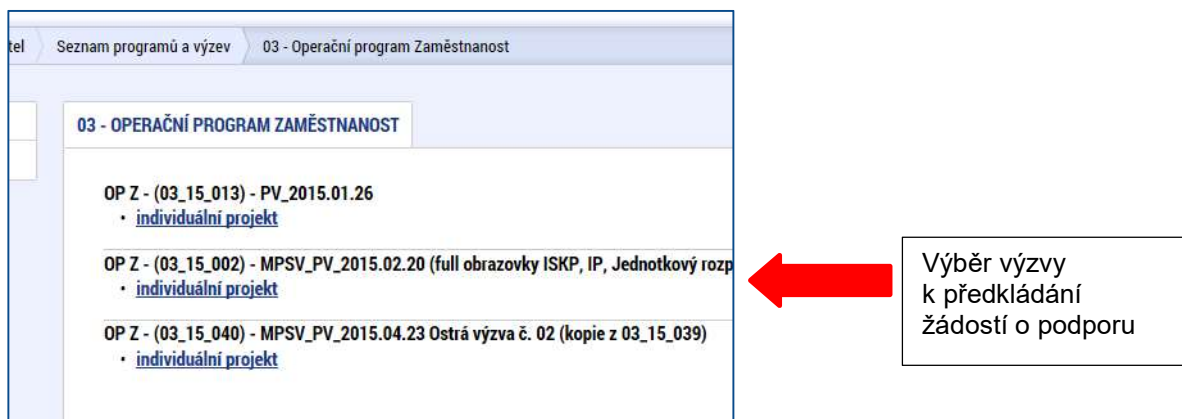 tel Seznam programů a výzev 03 - Operační program Zaměstnanost
03 - OPERAČNÍ PROGRAM ZAMĚSTNANOST
OP Z - (03_15_013) - PV_2015.01.26
• individuální projekt
OP Z - (03_15_002) - MPSV_PV_2015.02.20 (full obrazovky ISKP, IP, Jednotkový rozp
• individuální projekt
OP Z - (03_15_040) - MPSV_PV_2015.04.23 Ostrá výzva č. 02 (kopie z 03_15_039)
• individuální projekt
Výběr výzvy
k předkládání
žádostí o podporu